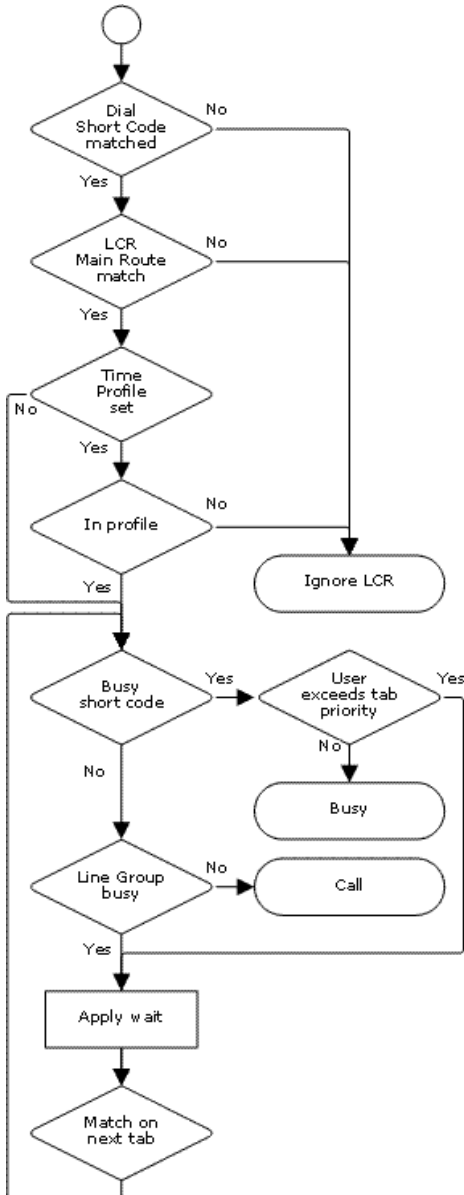 Dial
Short Code
matched
No
Yes
LCR
Main Route
match
No
Yes
Time
Profile
set
No
Yes
In profile
No
Yes
Ignore LCR
Busy
short code
Yes
User
exceeds tab
priority
Yes
No
No
Busy
Line Group
busy
No
Call
Yes
Apply wait
Match on
next tab